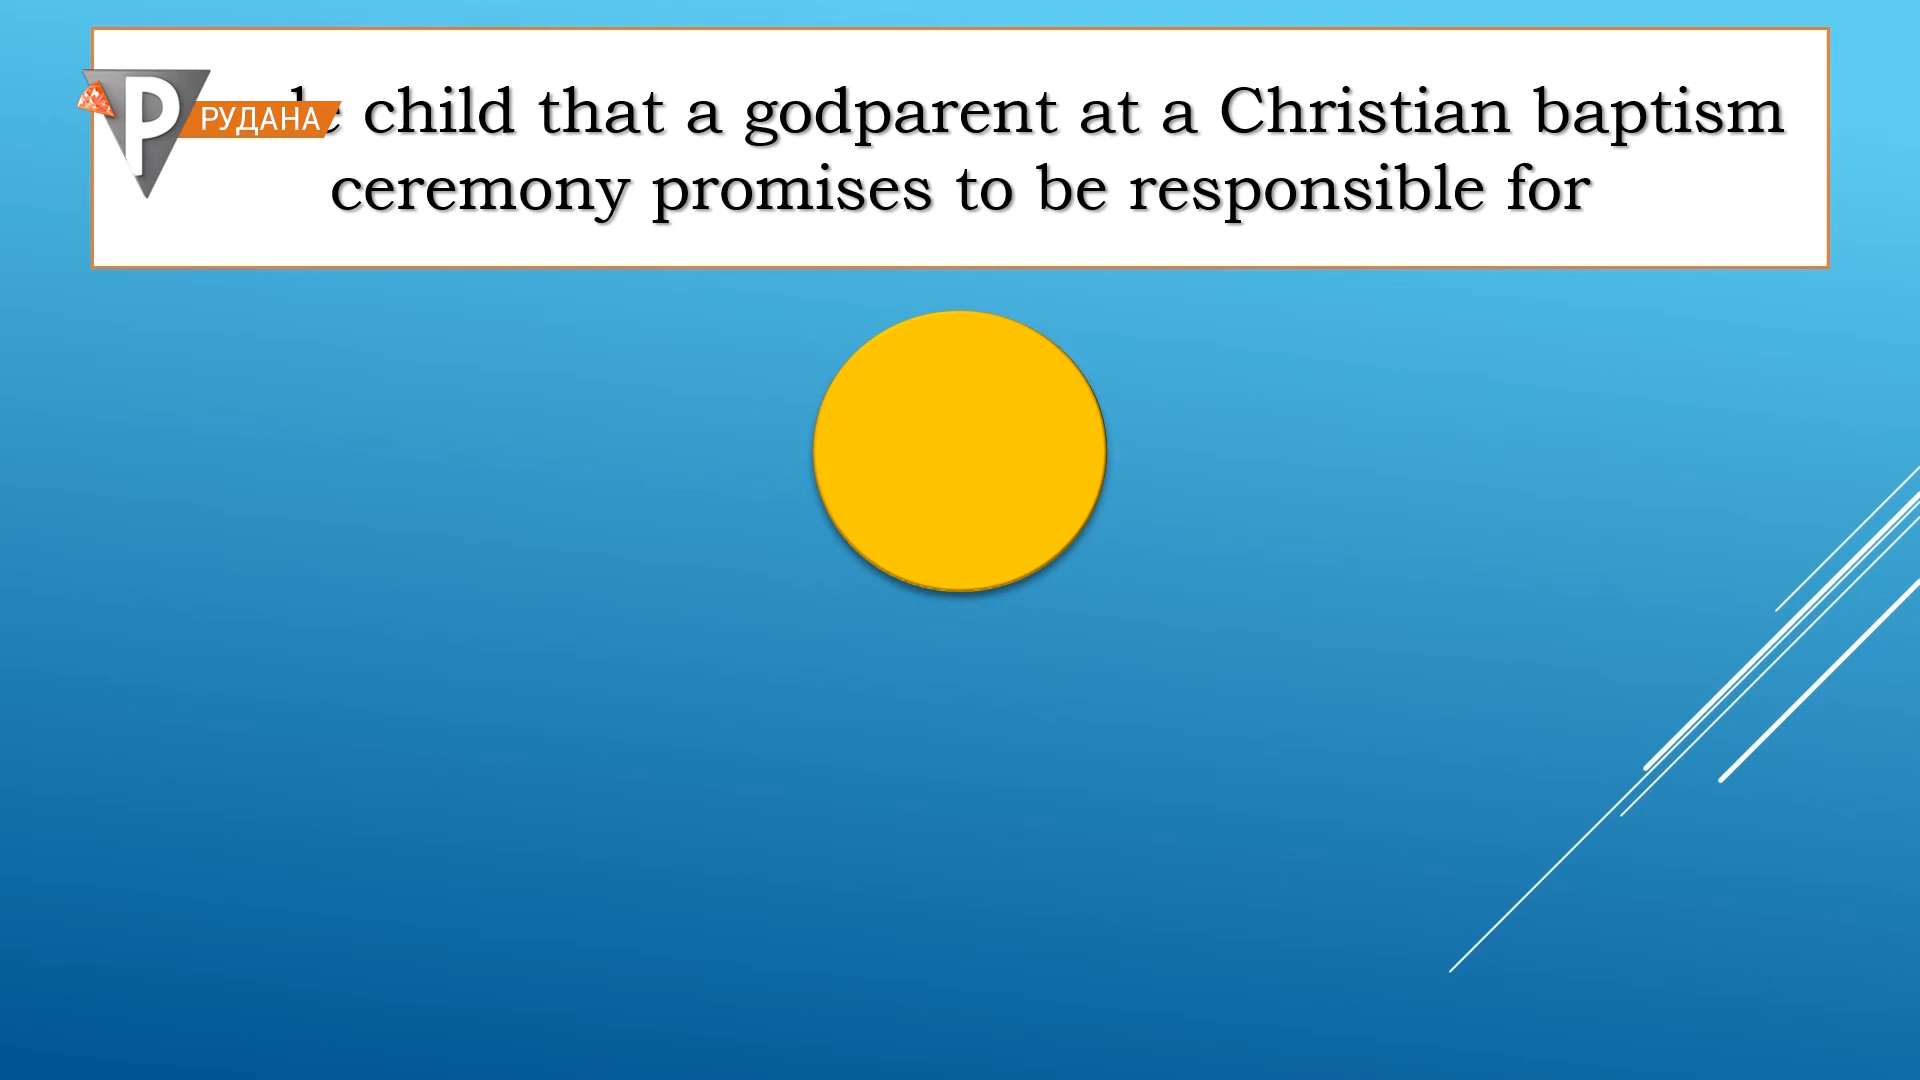 РУДАНА
child that a godparent at a Christian baptism
ceremony promises to be responsible for